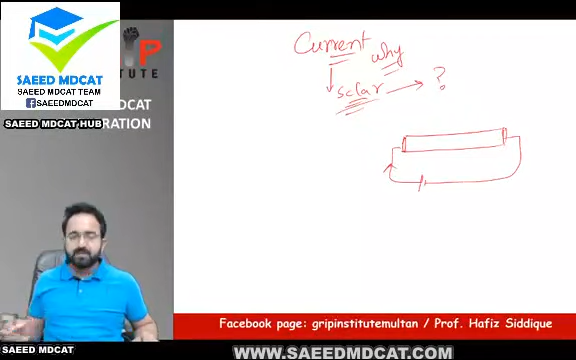 SAEED MDCAT
SAEED MDCAT TEAM
SAEEDMDCAT
SAEED MDCAT HUB
Current why
scalar → ?
Facebook page: gripinstitutemultan / Prof. Hafiz Siddique
SAEED MDCAT
WWW.SAEEDMDCAT.COM